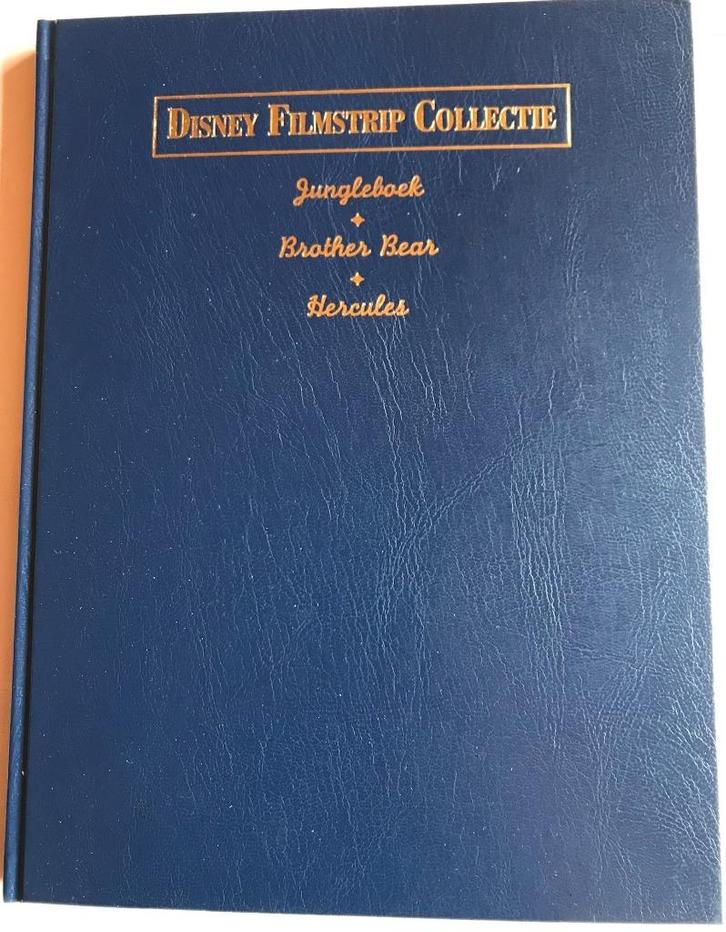 DISNEY FILMSTRIP COLLECTIE
Jungleboek
Brother Bear
Hercules